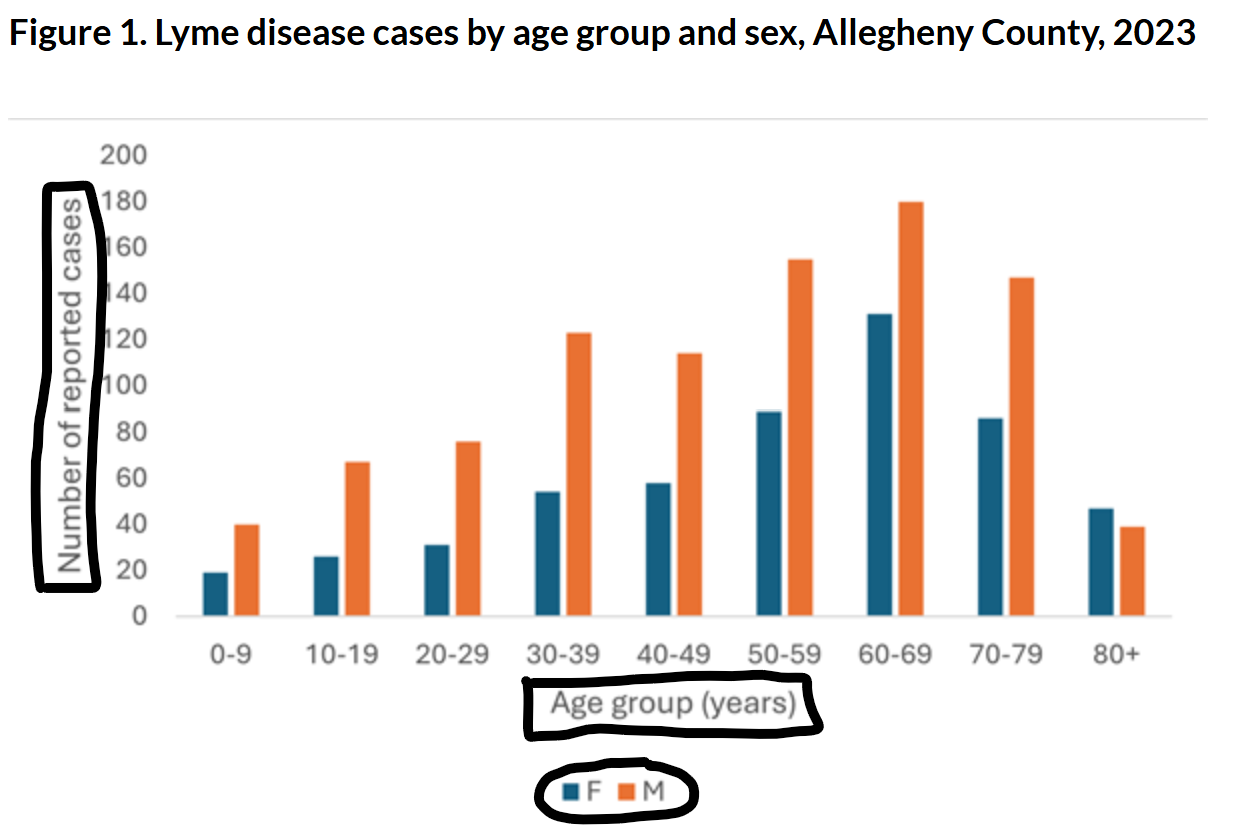 Figure 1. Lyme disease cases by age group and sex, Allegheny County, 2023
Number of reported cases
200
180
160
140
120
100
80
60
40
20
0
0-9 10-19 20-29 30-39 40-49 50-59 60-69 70-79 80+
Age group (years)
F M